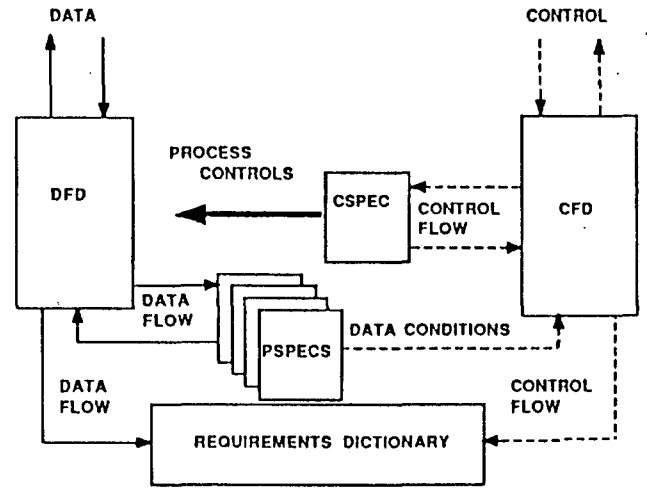 DATA
CONTROL
PROCESS
CONTROLS
DFD
CSPEC
CONTROL
FLOW
CFD
DATA
FLOW
PSPECS
DATA CONDITIONS
DATA
FLOW
CONTROL
FLOW
REQUIREMENTS DICTIONARY